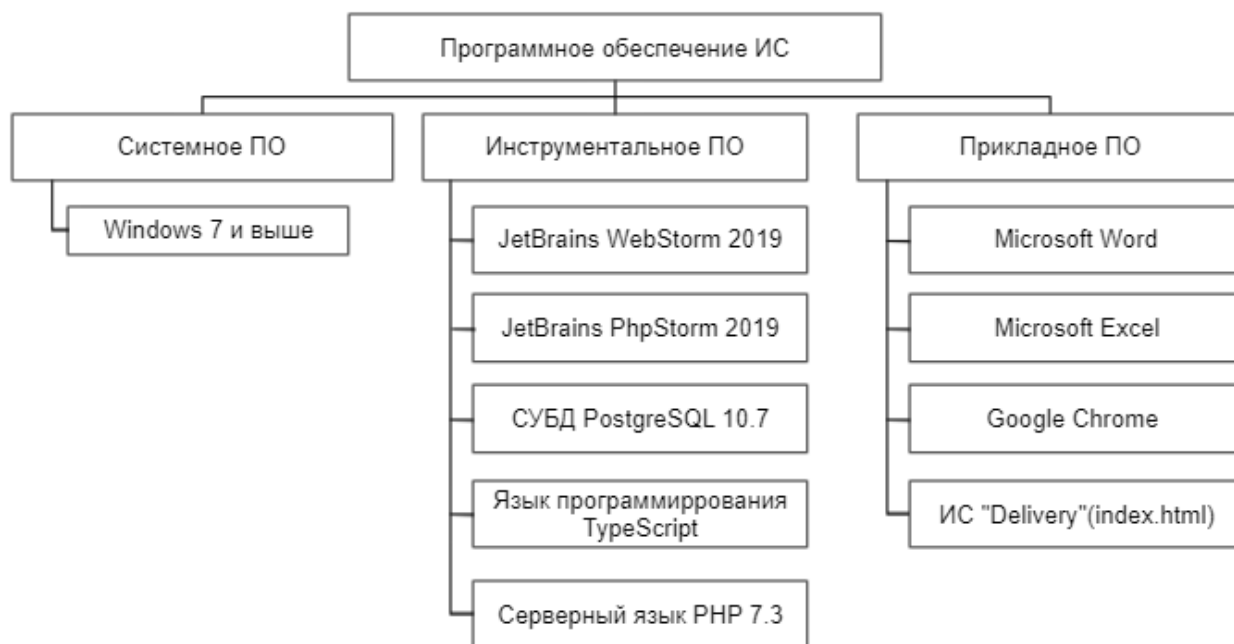 Программное обеспечение ИС
Системное ПО
Windows 7 и выше
Инструментальное ПО
JetBrains WebStorm 2019
JetBrains PhpStorm 2019
СУБД PostgreSQL 10.7
Язык программиррования
TypeScript
Серверный язык PHP 7.3
Прикладное ПО
Microsoft Word
Microsoft Excel
Google Chrome
ИС "Delivery"(index.html)